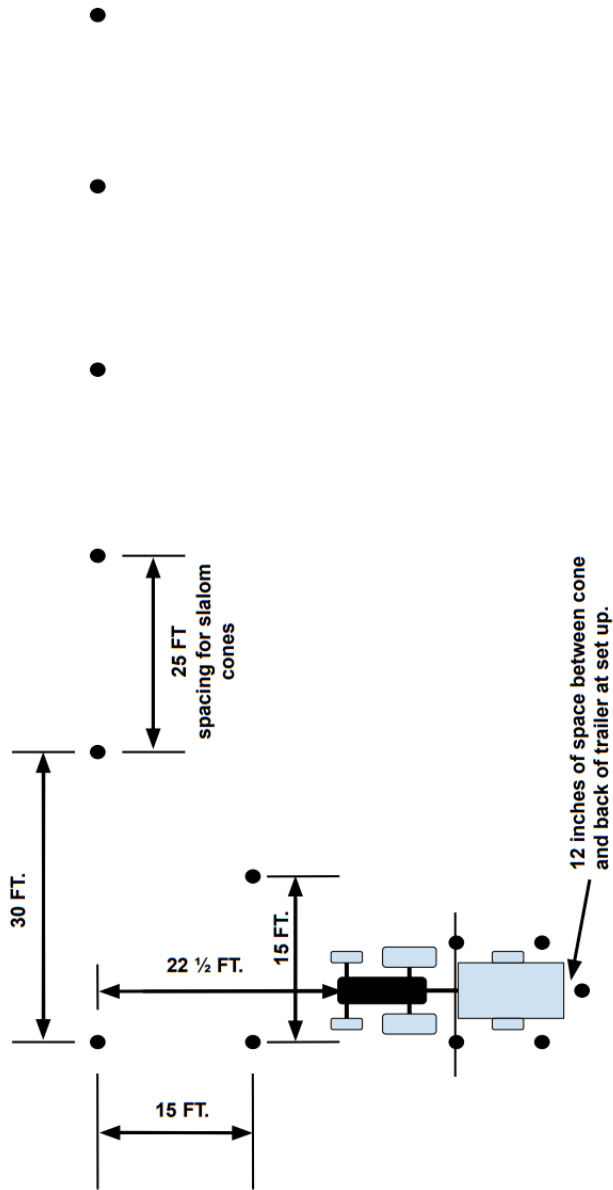 30 FT.
25 FT
spacing for slalom
cones
22 ½ FT.
15 FT.
15 FT.
12 inches of space between cone
and back of trailer at set up.